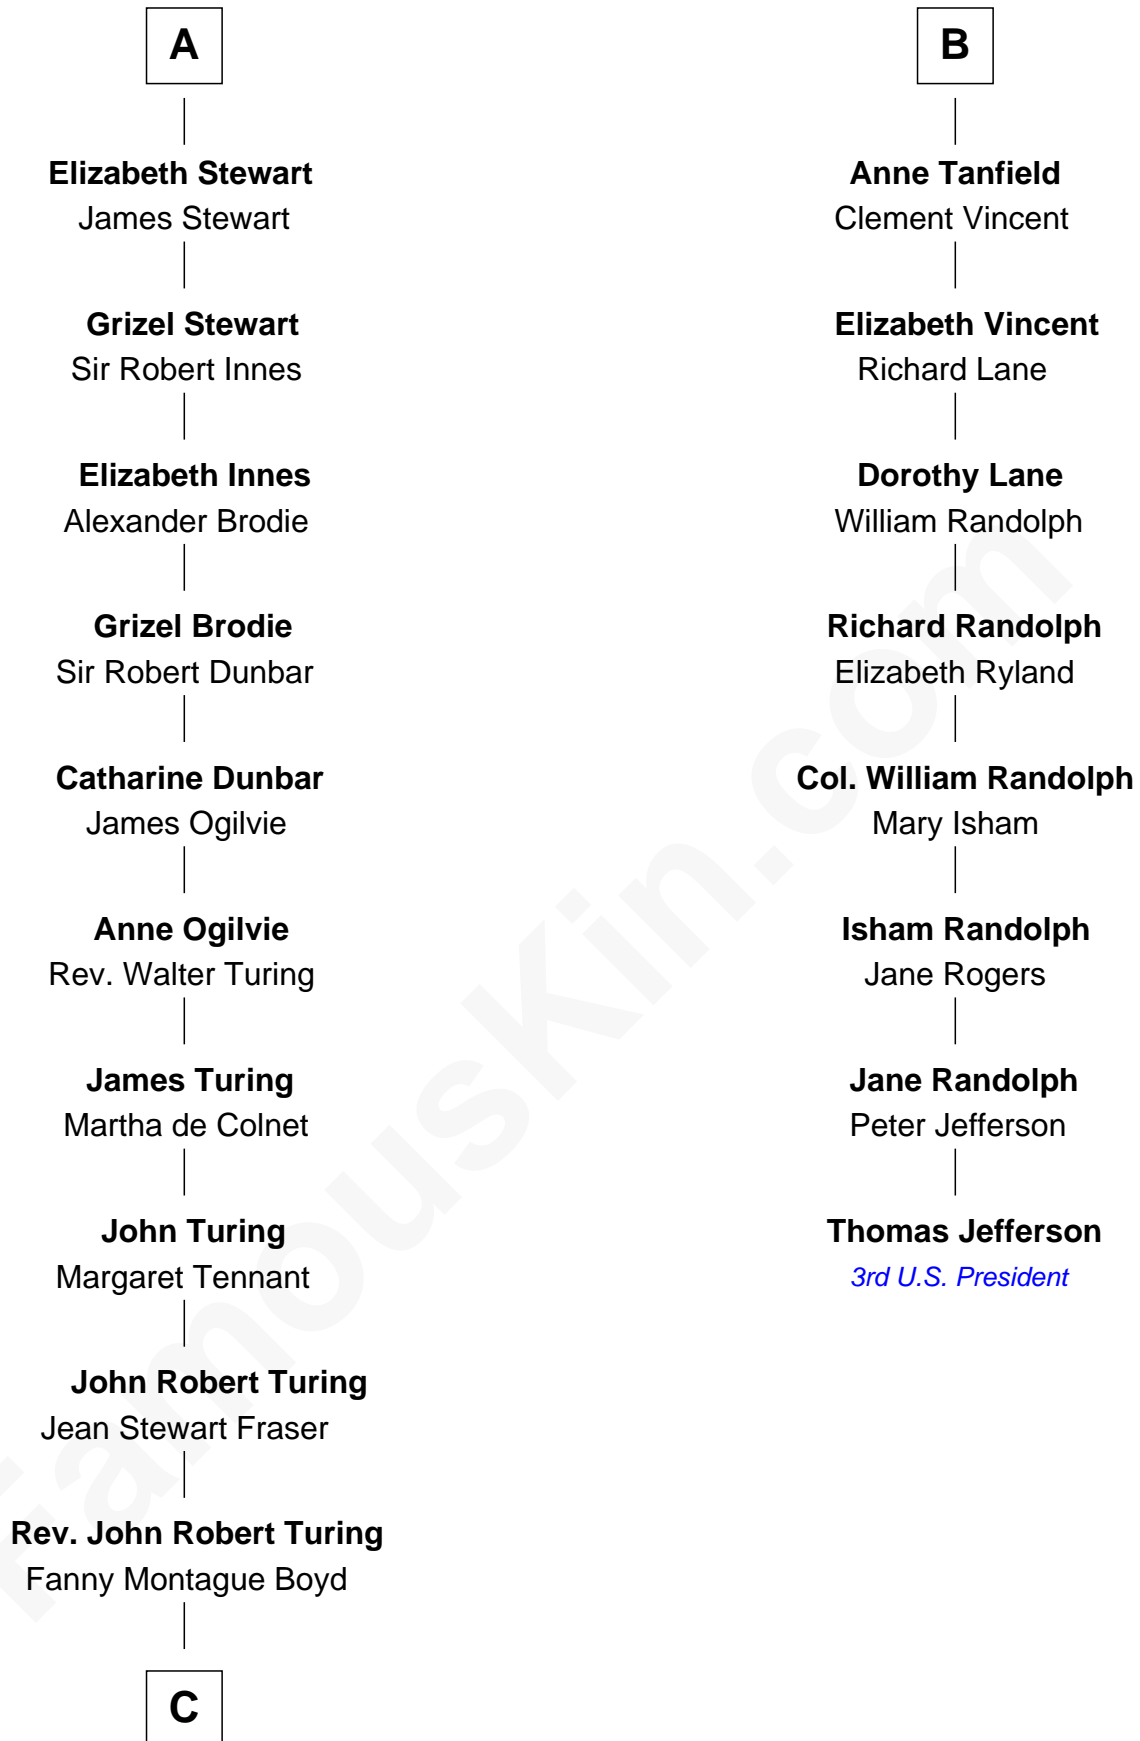 A
Elizabeth Stewart
James Stewart
Grizel Stewart
Sir Robert Innes
Elizabeth Innes
Alexander Brodie
Grizel Brodie
Sir Robert Dunbar
Catharine Dunbar
James Ogilvie
Anne Ogilvie
Rev. Walter Turing
James Turing
Martha de Colnet
John Turing
Margaret Tennant
John Robert Turing
Jean Stewart Fraser
Rev. John Robert Turing
Fanny Montague Boyd
C
B
Anne Tanfield
Clement Vincent
Elizabeth Vincent
Richard Lane
Dorothy Lane
William Randolph
Richard Randolph
Elizabeth Ryland
Col. William Randolph
Mary Isham
Isham Randolph
Jane Rogers
Jane Randolph
Peter Jefferson
Thomas Jefferson
3rd U.S. President
FamousKin.com